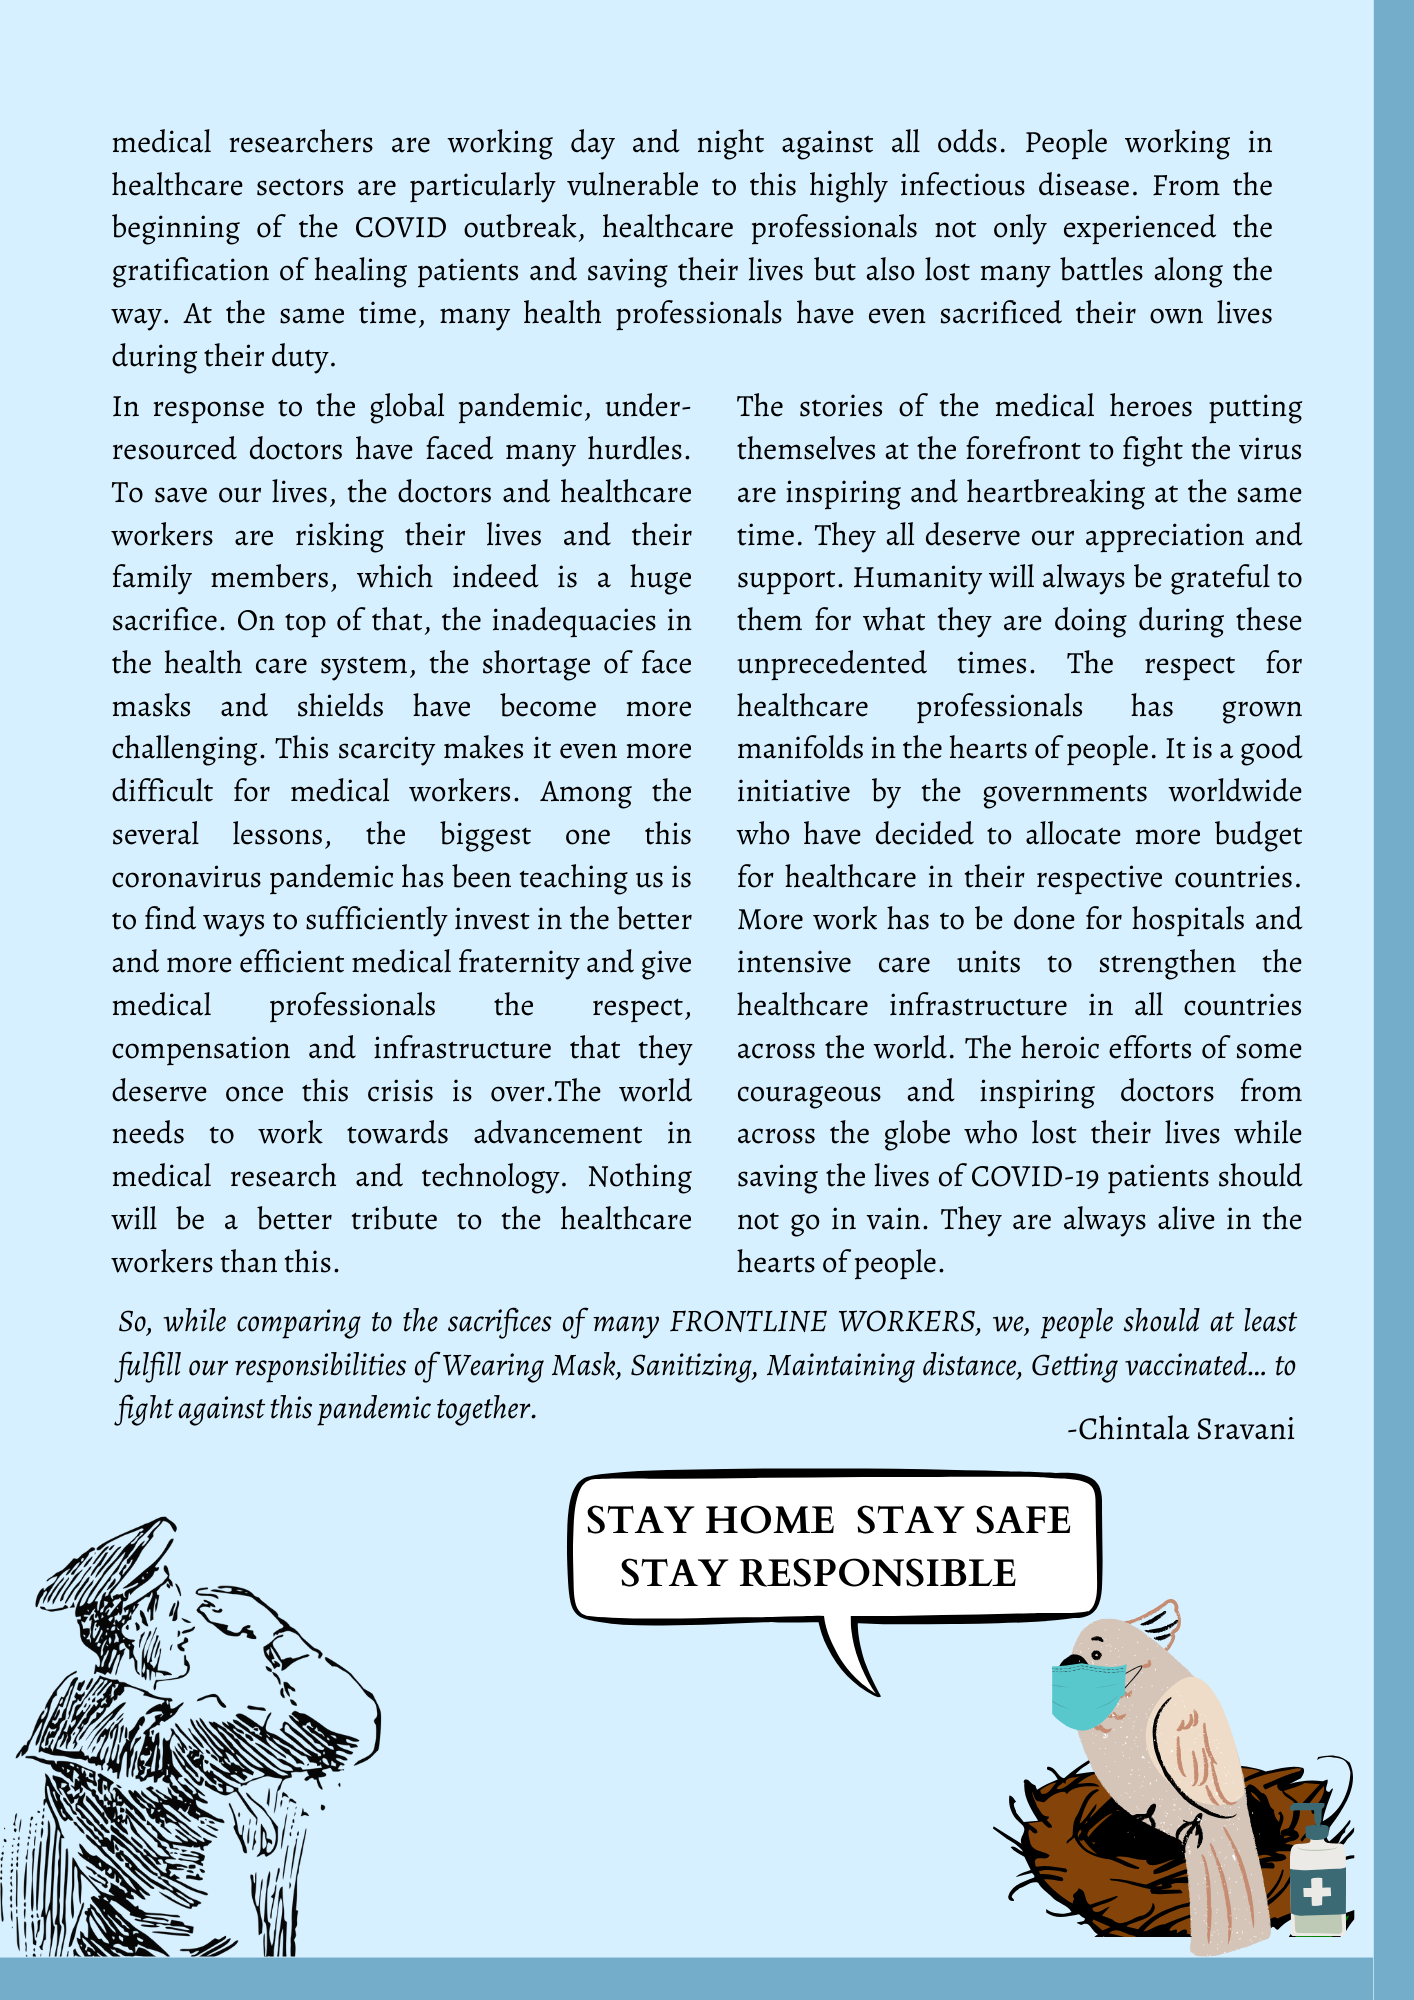 medical researchers are working day and night against all odds. People working in
healthcare sectors are particularly vulnerable to this highly infectious disease. From the
beginning of the COVID outbreak, healthcare professionals not only experienced the
gratification of healing patients and saving their lives but also lost many battles along the
way. At the same time, many health professionals have even sacrificed their own lives
during their duty.
In response to the global pandemic, under-
resourced doctors have faced many hurdles.
To save our lives, the doctors and healthcare
workers are risking their lives and their
family members, which indeed is a huge
sacrifice. On top of that, the inadequacies in
the health care system, the shortage of face
masks and shields have become more
challenging. This scarcity makes it even more
difficult for medical workers. Among the
several lessons, the biggest one this
coronavirus pandemic has been teaching us is
to find ways to sufficiently invest in the better
and more efficient medical fraternity and give
medical professionals the respect,
compensation and infrastructure that they
deserve once this crisis is over.The world
needs to work towards advancement in
medical research and technology. Nothing
will be a better tribute to the healthcare
workers than this.
The stories of the medical heroes putting
themselves at the forefront to fight the virus
are inspiring and heartbreaking at the same
time. They all deserve our appreciation and
support. Humanity will always be grateful to
them for what they are doing during these
unprecedented times. The respect for
healthcare professionals has grown
manifolds in the hearts of people. It is a good
initiative by the governments worldwide
who have decided to allocate more budget
for healthcare in their respective countries.
More work has to be done for hospitals and
intensive care units to strengthen the
healthcare infrastructure in all countries
across the world. The heroic efforts of some
courageous and inspiring doctors from
across the globe who lost their lives while
saving the lives of COVID-19 patients should
not go in vain. They are always alive in the
hearts of people.
So, while comparing to the sacrifices of many FRONTLINE WORKERS, we, people should at least
fulfill our responsibilities of Wearing Mask, Sanitizing, Maintaining distance, Getting vaccinated... to
fight against this pandemic together.
-Chintala Sravani
STAY HOME STAY SAFE
STAY RESPONSIBLE